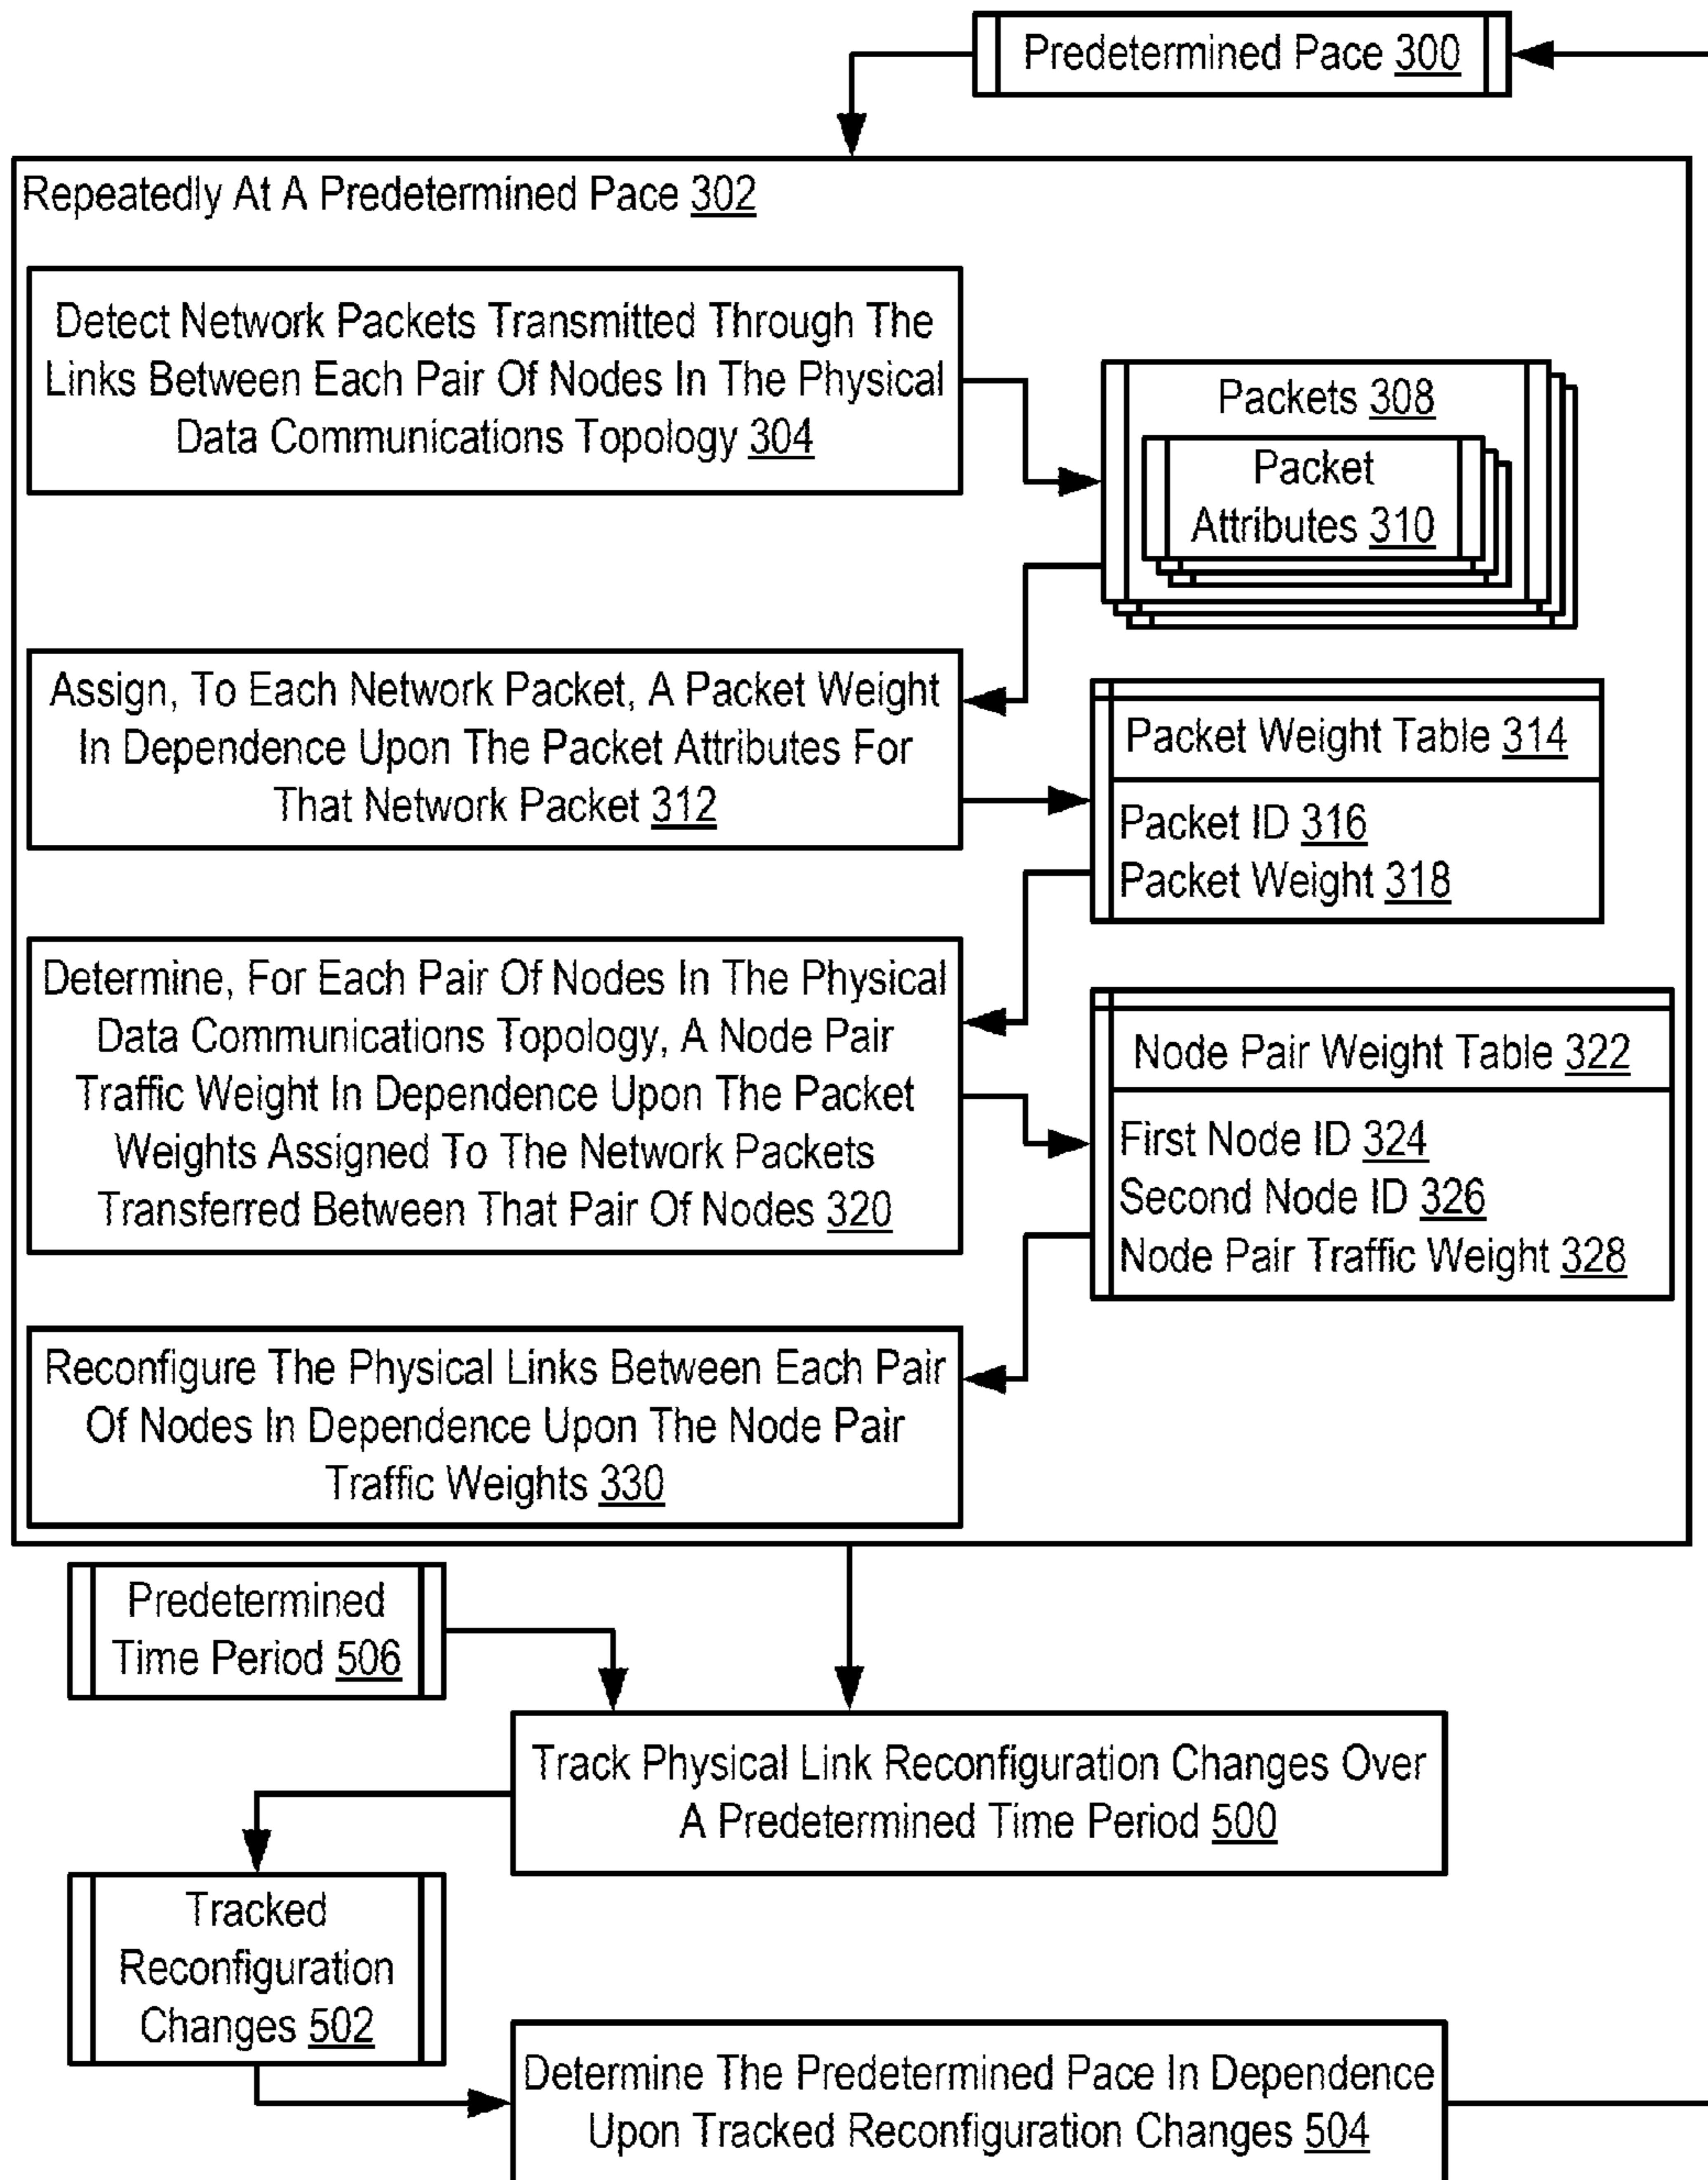 Predetermined Pace 300
Repeatedly At A Predetermined Pace 302
Detect Network Packets Transmitted Through The
Links Between Each Pair Of Nodes In The Physical
Data Communications Topology 304
Packets 308
Packet
Attributes 310
Assign, To Each Network Packet, A Packet Weight
In Dependence Upon The Packet Attributes For
That Network Packet 312
Packet Weight Table 314
Packet ID 316
Packet Weight 318
Determine, For Each Pair Of Nodes In The Physical
Data Communications Topology, A Node Pair
Traffic Weight In Dependence Upon The Packet
Weights Assigned To The Network Packets
Transferred Between That Pair Of Nodes 320
Node Pair Weight Table 322
First Node ID 324
Second Node ID 326
Node Pair Traffic Weight 328
Reconfigure The Physical Links Between Each Pair
Of Nodes In Dependence Upon The Node Pair
Traffic Weights 330
Predetermined
Time Period 506
Track Physical Link Reconfiguration Changes Over
A Predetermined Time Period 500
Tracked
Reconfiguration
Changes 502
Determine The Predetermined Pace In Dependence
Upon Tracked Reconfiguration Changes 504